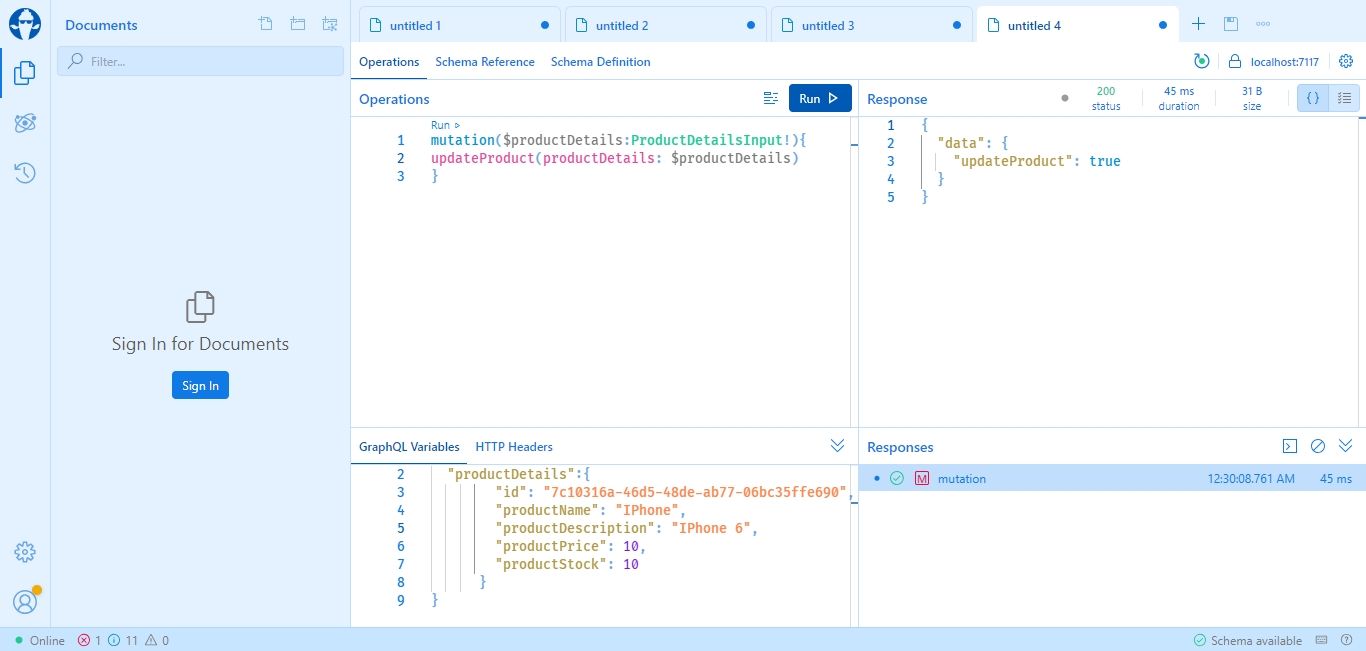 Documents
Filter...
Sign In for Documents
Sign In
untitled 1
untitled 2
untitled 3
untitled 4
Operations Schema Reference Schema Definition
localhost:7117
Operations
Run
Run
1 mutation($productDetails:ProductDetailsInput!){
2 updateProduct(productDetails: $productDetails)
3 }
Response
200 status
45 ms duration
31 B size
1 {
2 "data": {
3 "updateProduct": true
4 }
5 }
GraphQL Variables HTTP Headers
2 "productDetails":{
3 "id": "7c10316a-46d5-48de-ab77-06bc35ffe690",
4 "productName": "IPhone",
5 "productDescription": "IPhone 6",
6 "productPrice": 10,
7 "productStock": 10
8 }
9 }
Responses
M mutation 12:30:08.761 AM 45 ms
Online 1 11 0
Schema available